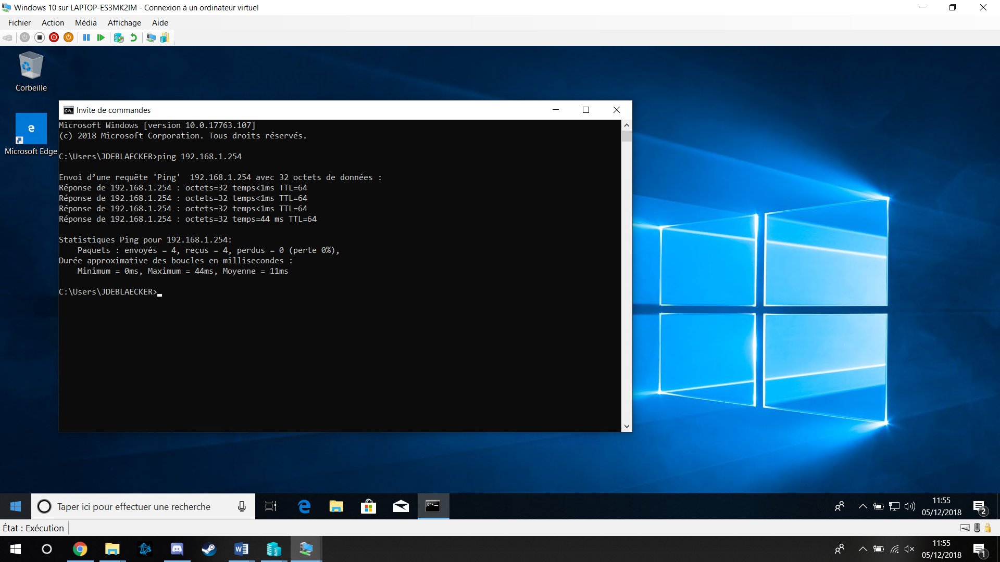 Windows 10 sur LAPTOP-ES3MK2IM - Connexion à un ordinateur virtuel
Fichier Action Média Affichage Aide
Corbeille
Microsoft Edge
Invite de commandes
Microsoft Windows [version 10.0.17763.107]
(c) 2018 Microsoft Corporation. Tous droits réservés.
C:\Users\JDEBLAECKER>ping 192.168.1.254
Envoi d’une requête 'Ping'  192.168.1.254 avec 32 octets de données :
Réponse de 192.168.1.254 : octets=32 temps<1ms TTL=64
Réponse de 192.168.1.254 : octets=32 temps<1ms TTL=64
Réponse de 192.168.1.254 : octets=32 temps<1ms TTL=64
Réponse de 192.168.1.254 : octets=32 temps=44 ms TTL=64
Statistiques Ping pour 192.168.1.254:
    Paquets : envoyés = 4, reçus = 4, perdus = 0 (perte 0%),
Durée approximative des boucles en millisecondes :
    Minimum = 0ms, Maximum = 44ms, Moyenne = 11ms
C:\Users\JDEBLAECKER>
Taper ici pour effectuer une recherche
11:55
05/12/2018
2
État : Exécution
11:55
05/12/2018
1